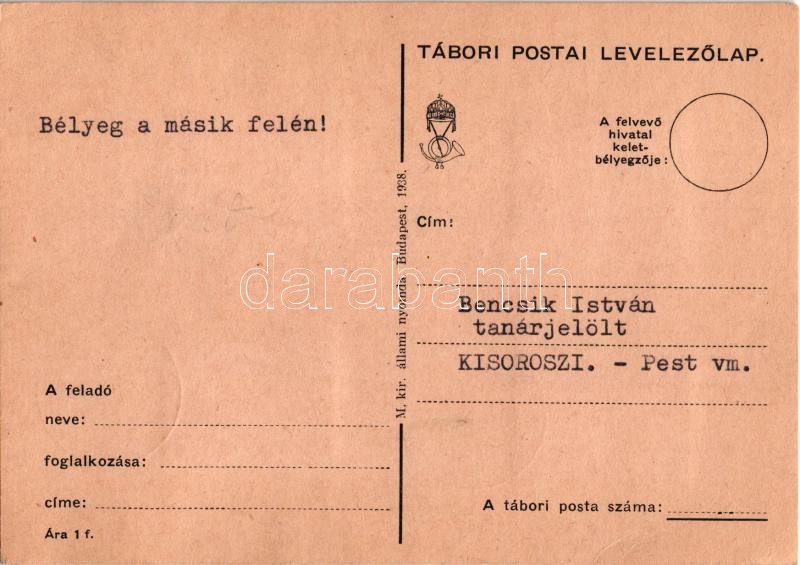 TÁBORI POSTAI LEVELEZŐLAP.
Bélyeg a másik felén!
A felvevő
hivatal
kelet-
bélyegzője:
M. kir. állami nyomda Budapest, 1938.
Cím:
darabanth
Bencsik István
tanárjelölt
KISOROSZI. - Pest vm.
A feladó
neve:
foglalkozása:
címe:
Ára 1 f.
A tábori posta száma: